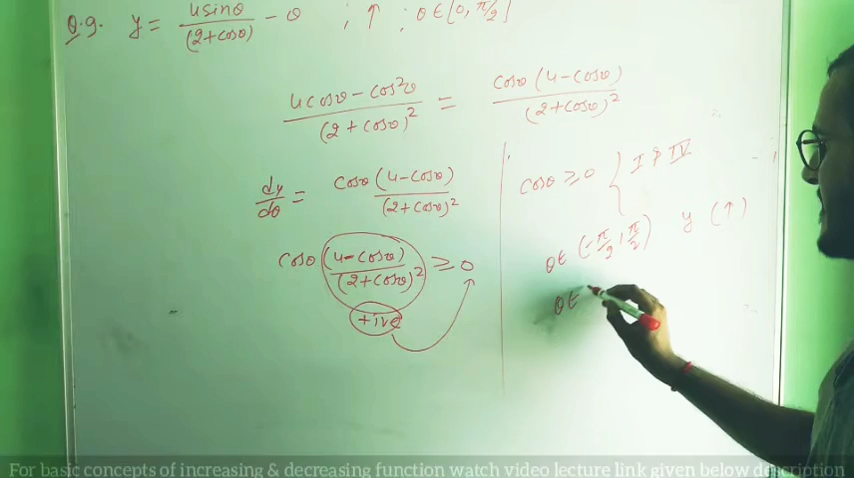 Q.9. y = 4sinθ/(2+cosθ) - θ ; ↑ ; θ∈[0, π/2]
4cosθ - cos²θ/(2+cosθ)² = cosθ(4-cosθ)/(2+cosθ)²
dy/dθ = cosθ(4-cosθ)/(2+cosθ)²
cosθ (4-cosθ)/(2+cosθ)² ≥ 0
+ive
cosθ ≥ 0 } I & IV
θ∈ (-π/2, π/2) y (↑)
θ∈
For basic concepts of increasing & decreasing function watch video lecture link given below description